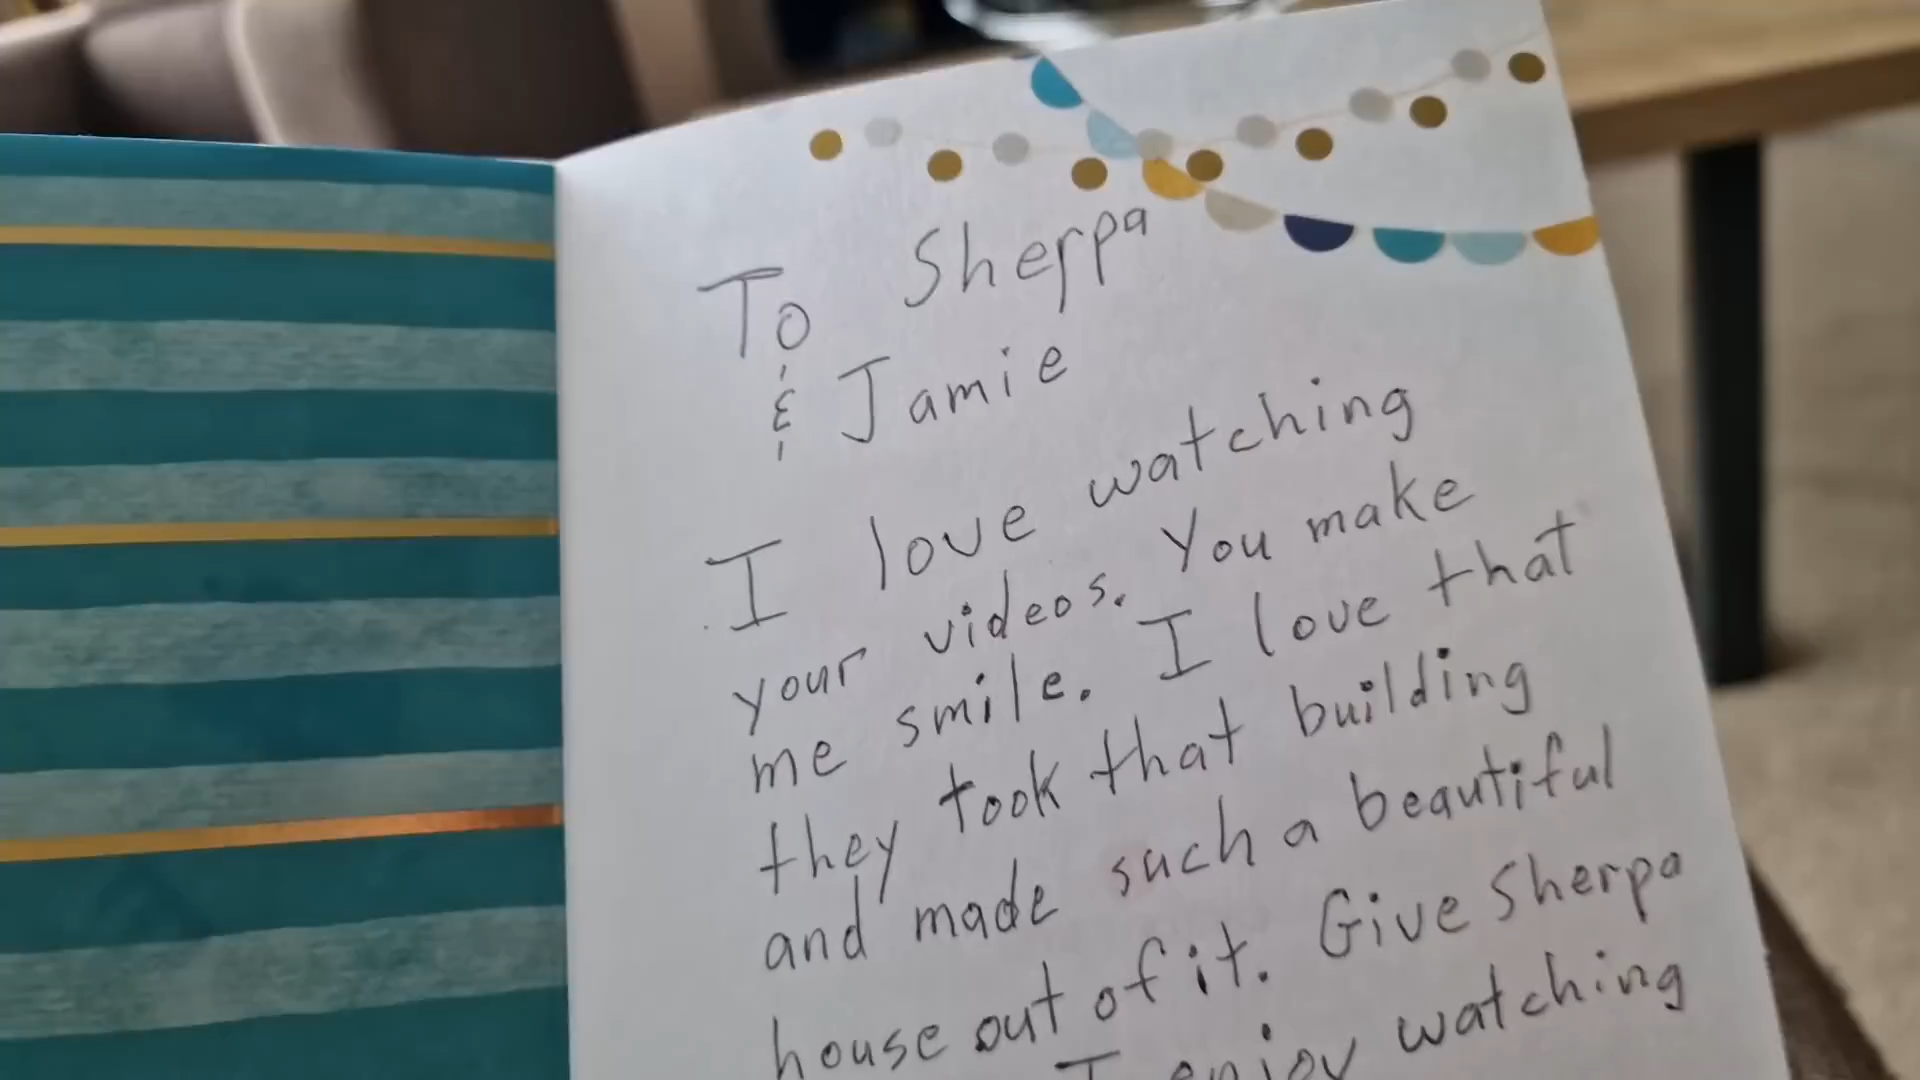 To Sherpa
& Jamie
I love watching
your videos. You make
me smile. I love that
they took that building
and made such a beautiful
house out of it. Give Sherpa
I enjoy watching